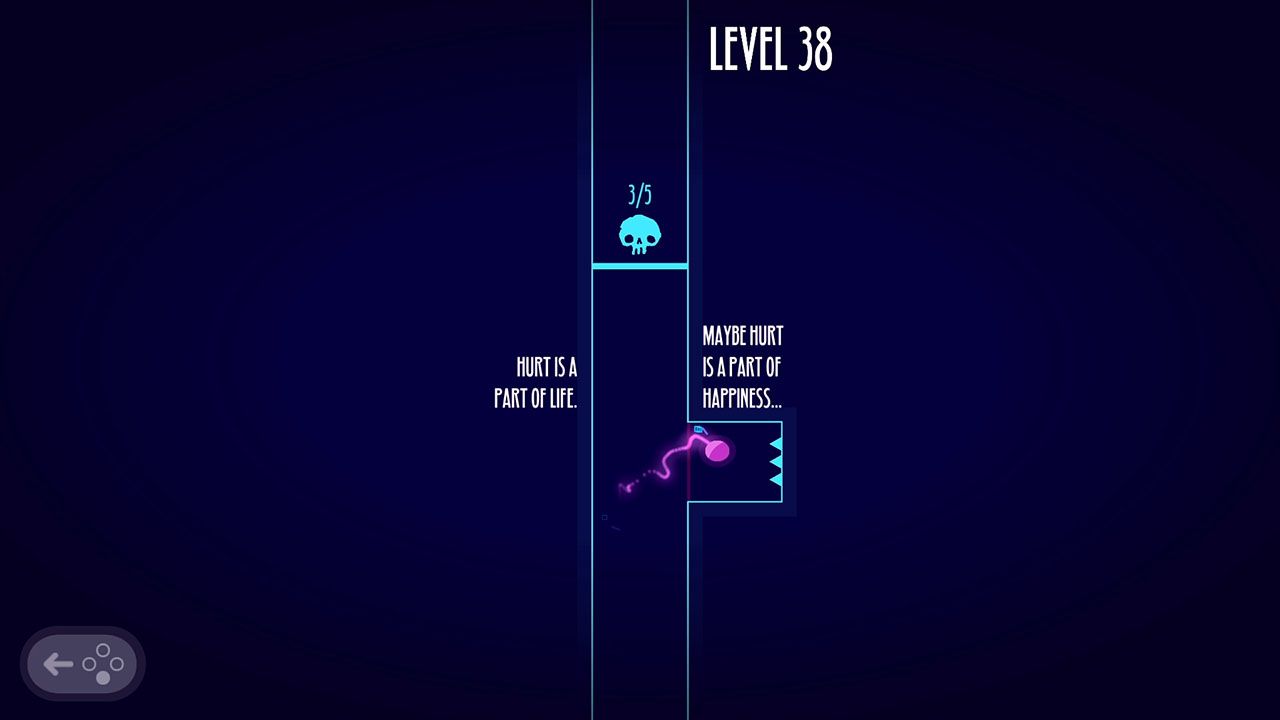 LEVEL 38
3/5
HURT IS A
PART OF LIFE.
MAYBE HURT
IS A PART OF
HAPPINESS...